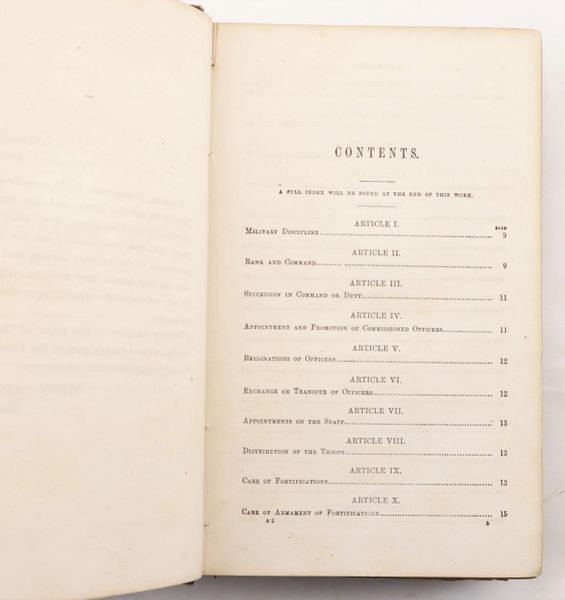 CONTENTS.
A FULL INDEX WILL BE FOUND AT THE END OF THIS WORK.
ARTICLE I.
PAGE
Military Discipline 9
ARTICLE II.
Rank and Command 9
ARTICLE III.
Succession in Command or Duty 11
ARTICLE IV.
Appointment and Promotion of Commissioned Officers 11
ARTICLE V.
Resignations of Officers 12
ARTICLE VI.
Exchange or Transfer of Officers 12
ARTICLE VII.
Appointments on the Staff 13
ARTICLE VIII.
Distribution of the Troops 13
ARTICLE IX.
Care of Fortifications 13
ARTICLE X.
Care of Armament of Fortifications 15
A2 5